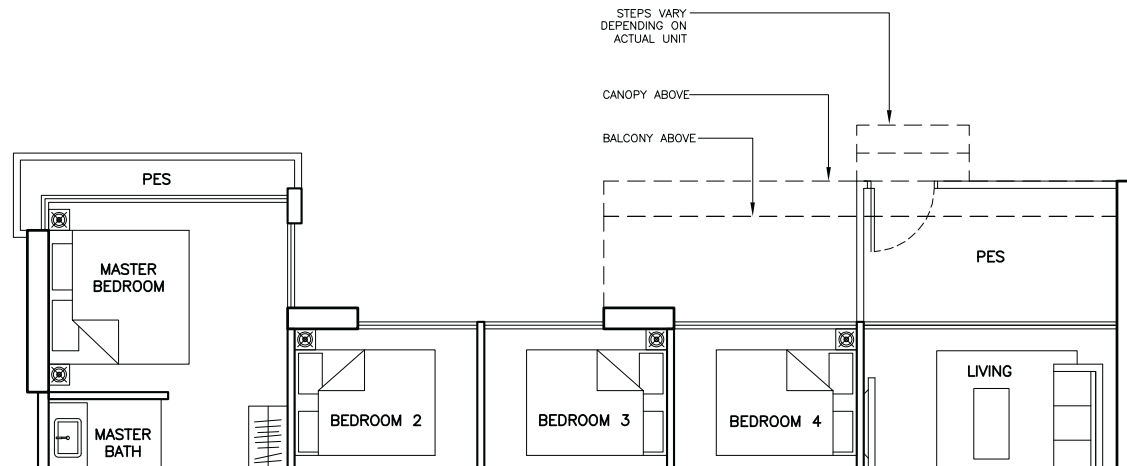 STEPS VARY
DEPENDING ON
ACTUAL UNIT
CANOPY ABOVE
BALCONY ABOVE
PES
PES
MASTER
BEDROOM
LIVING
BEDROOM 2
BEDROOM 3
BEDROOM 4
MASTER
BATH